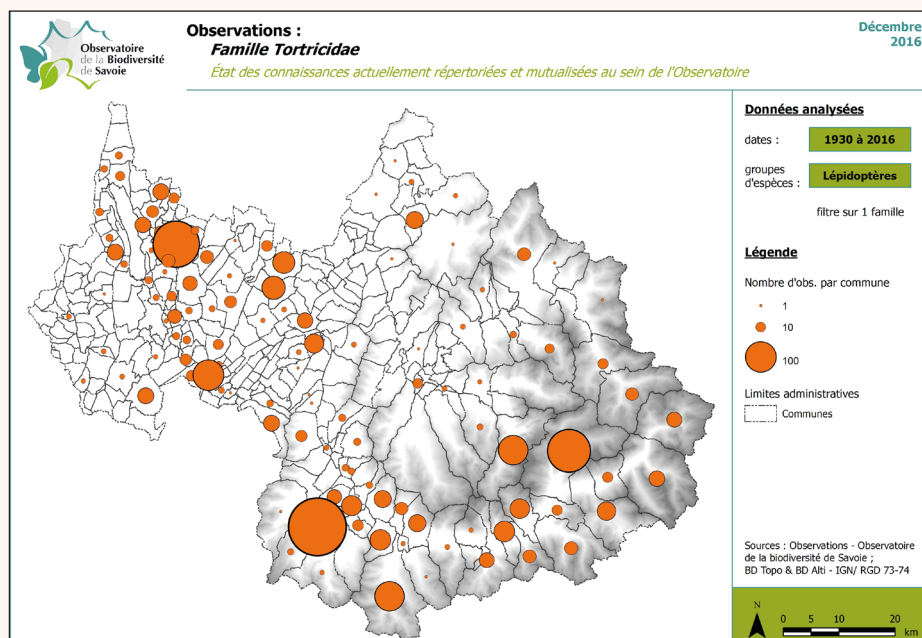 Observatoire
de la Biodiversité
de Savoie
Observations :
Famille Tortricidae
État des connaissances actuellement répertoriées et mutualisées au sein de l'Observatoire
Décembre
2016
Données analysées
dates :
1930 à 2016
groupes
d'espèces :
Lépidoptères
filtre sur 1 famille
Légende
Nombre d'obs. par commune
1
10
100
Limites administratives
Communes
Sources : Observations - Observatoire
de la biodiversité de Savoie ;
BD Topo & BD Alti - IGN/ RGD 73-74
N
0 5 10 20
km